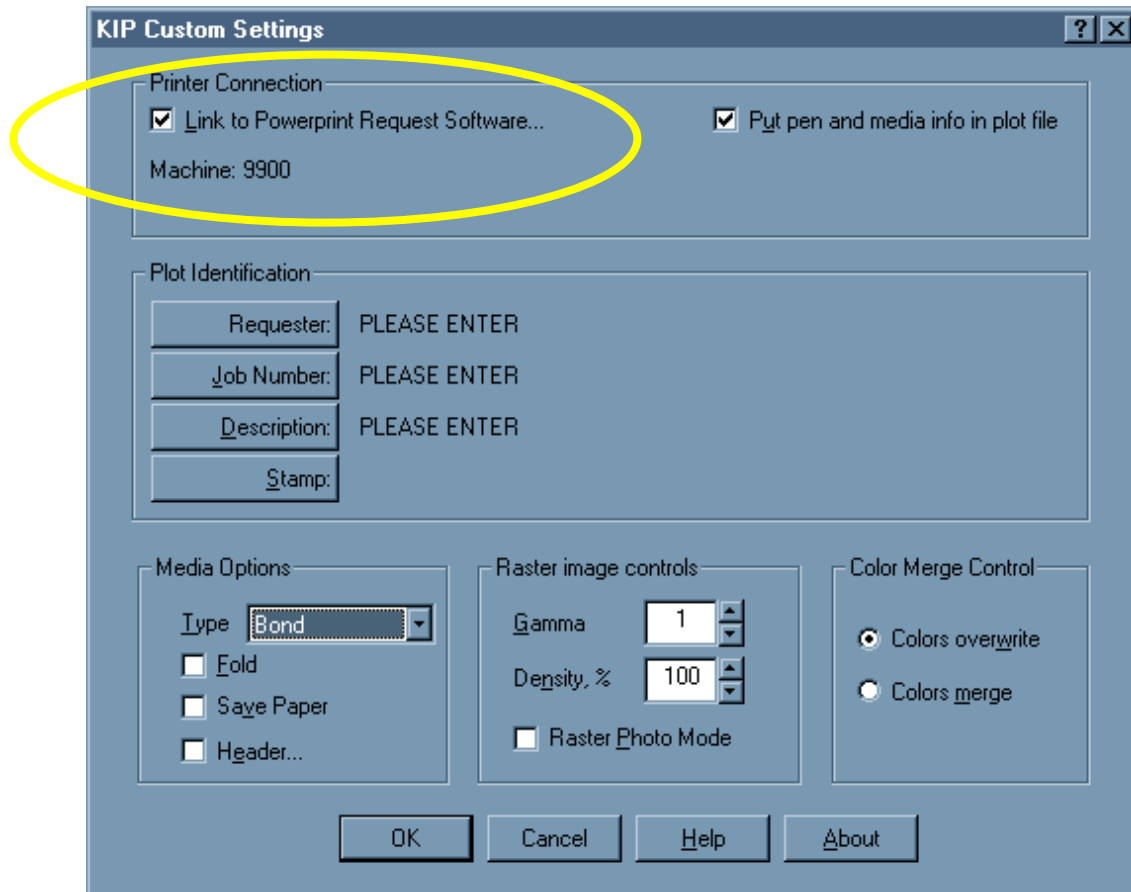 KIP Custom Settings
Printer Connection
Link to Powerprint Request Software... Put pen and media info in plot file
Machine: 9900
Plot Identification
Requester: PLEASE ENTER
Job Number: PLEASE ENTER
Description: PLEASE ENTER
Stamp:
Media Options Raster image controls Color Merge Control
Type Bond Gamma 1
Colors overwrite
Fold
Density, % 100
Colors merge
Save Paper
Raster Photo Mode
Header...
OK Cancel Help About